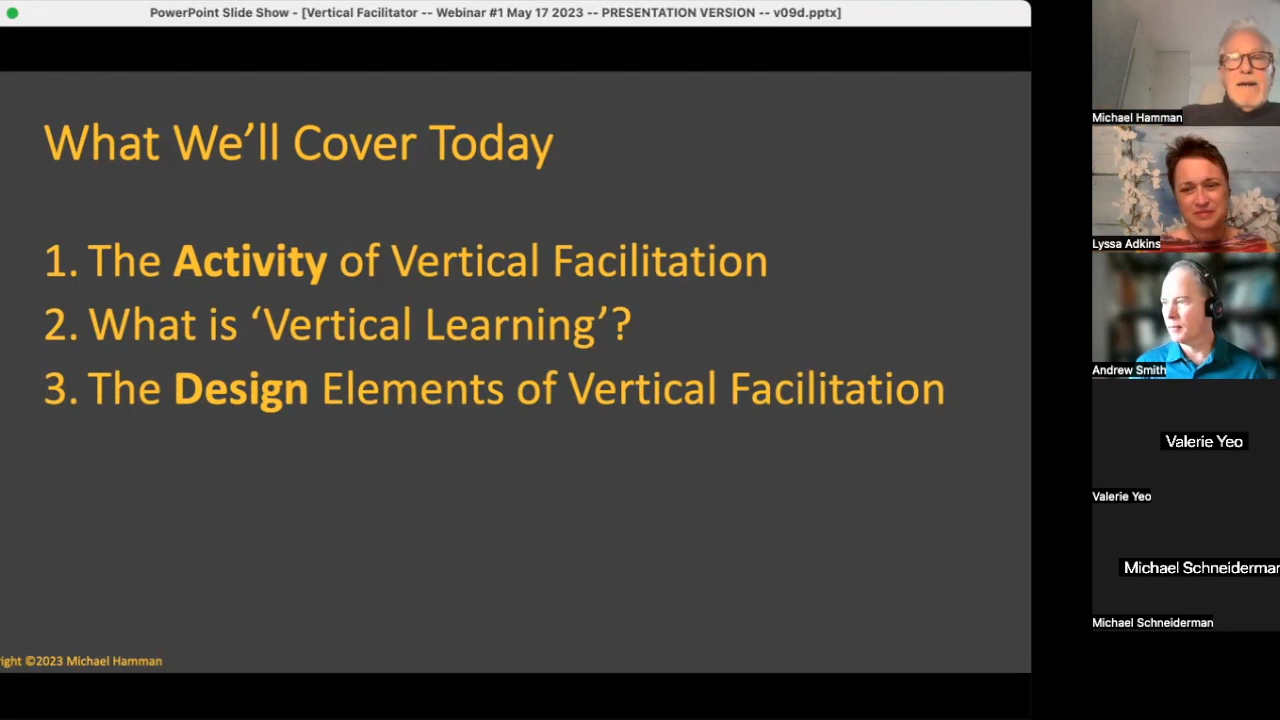 PowerPoint Slide Show - [Vertical Facilitator -- Webinar #1 May 17 2023 -- PRESENTATION VERSION -- v09d.pptx]
What We'll Cover Today
1. The Activity of Vertical Facilitation
2. What is ‘Vertical Learning’?
3. The Design Elements of Vertical Facilitation
©2023 Michael Hamman
Michael Hamman
Lyssa Adkins
Andrew Smith
Valerie Yeo
Valerie Yeo
Michael Schneiderman
Michael Schneiderman